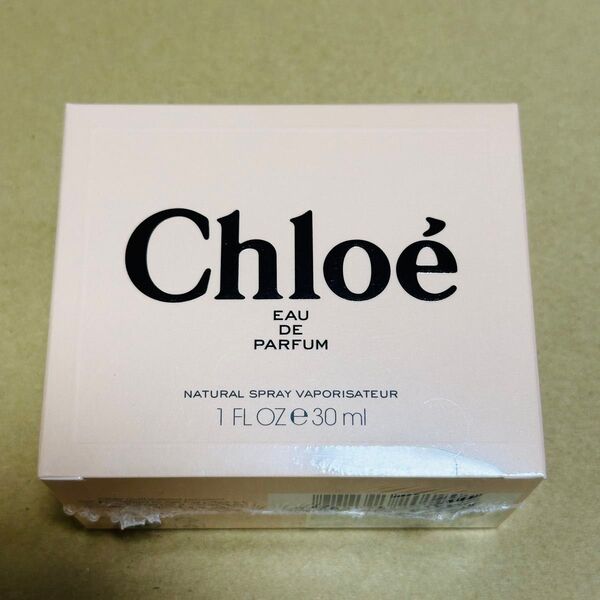 Chloé
EAU
DE
PARFUM
NATURAL SPRAY VAPORISATEUR
1 FL OZ e 30 ml